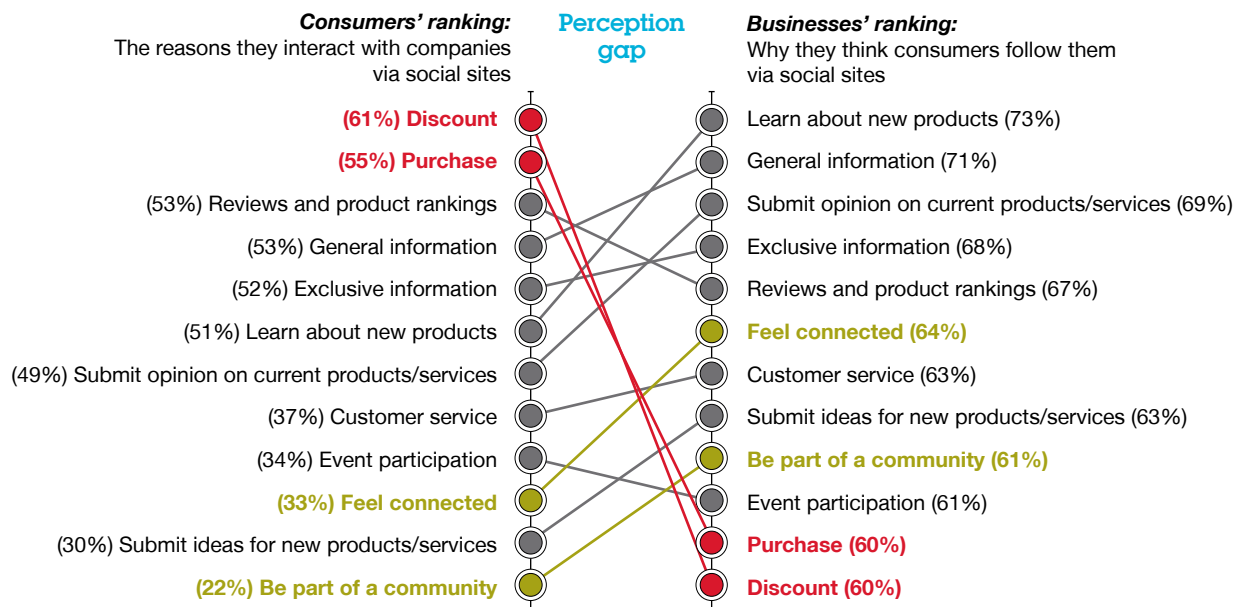 Consumers’ ranking:
The reasons they interact with companies
via social sites
Perception
gap
Businesses’ ranking:
Why they think consumers follow them
via social sites
(61%) Discount
(55%) Purchase
(53%) Reviews and product rankings
(53%) General information
(52%) Exclusive information
(51%) Learn about new products
(49%) Submit opinion on current products/services
(37%) Customer service
(34%) Event participation
(33%) Feel connected
(30%) Submit ideas for new products/services
(22%) Be part of a community
Learn about new products (73%)
General information (71%)
Submit opinion on current products/services (69%)
Exclusive information (68%)
Reviews and product rankings (67%)
Feel connected (64%)
Customer service (63%)
Submit ideas for new products/services (63%)
Be part of a community (61%)
Event participation (61%)
Purchase (60%)
Discount (60%)